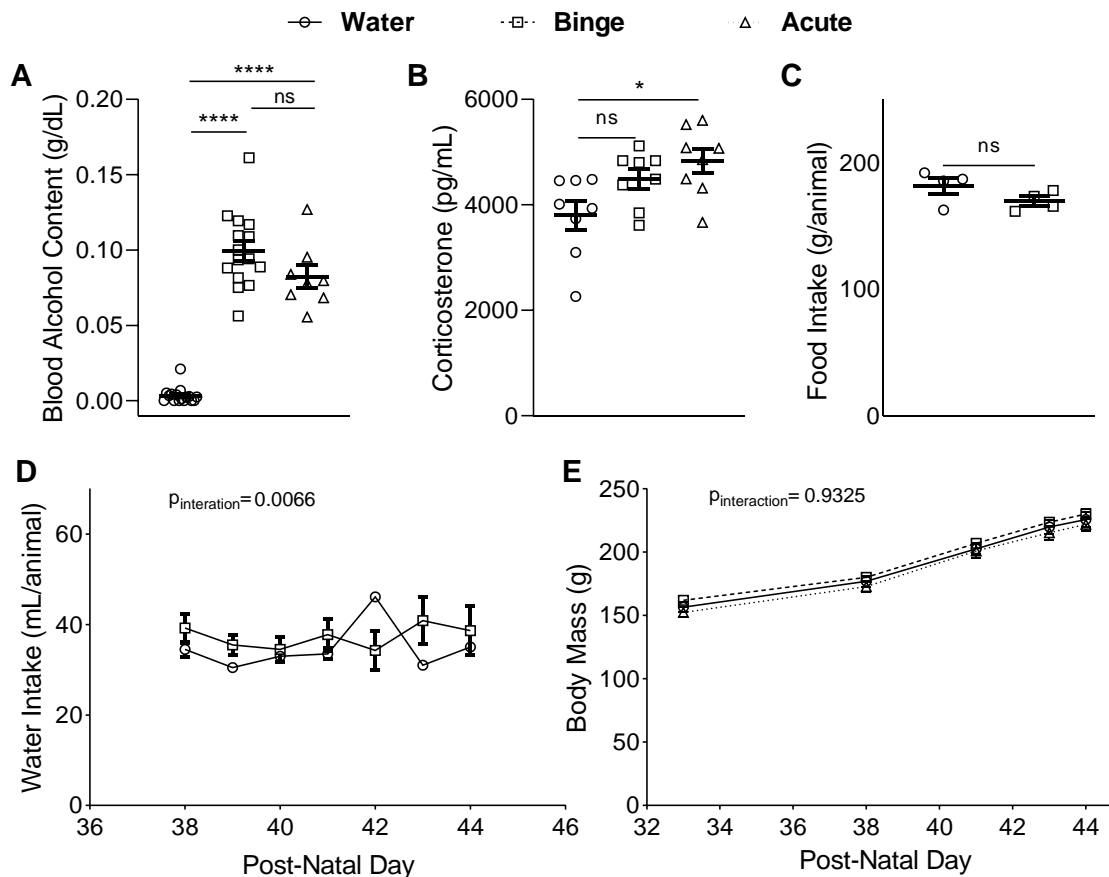 Water Binge Acute
A
****
****
ns
Blood Alcohol Content (g/dL)
0.20
0.15
0.10
0.05
0.00
B
*
ns
Corticosterone (pg/mL)
6000
4000
2000
0
C
ns
Food Intake (g/animal)
200
100
0
D
pinteration= 0.0066
Water Intake (mL/animal)
60
40
20
0
36 38 40 42 44 46
Post-Natal Day
E
pinteraction= 0.9325
Body Mass (g)
250
200
150
100
50
0
32 34 36 38 40 42 44
Post-Natal Day